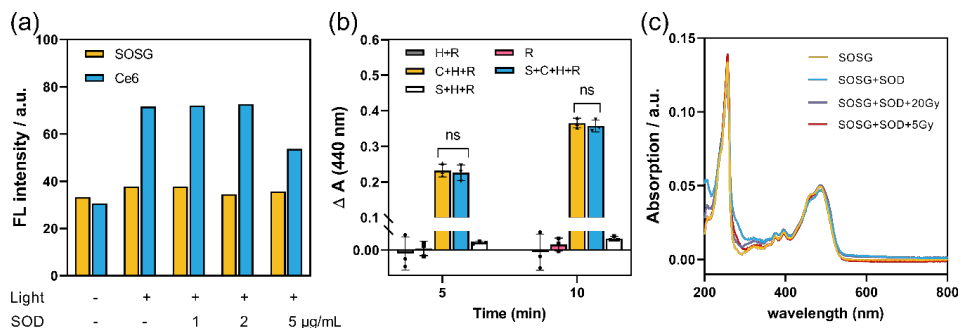 (a)
FL intensity / a.u.
100
80
60
40
20
0
SOSG
Ce6
Light - + + + +
SOD - - 1 2 5 μg/mL
(b)
Δ A (440 nm)
0.6
0.5
0.4
0.3
0.2
0.1
0.00
H+R R
C+H+R S+C+H+R
S+H+R
ns
ns
5 10
Time (min)
(c)
Absorption / a.u.
0.15
0.10
0.05
0.00
SOSG
SOSG+SOD
SOSG+SOD+20Gy
SOSG+SOD+5Gy
200 300 400 500 600 700 800
wavelength (nm)